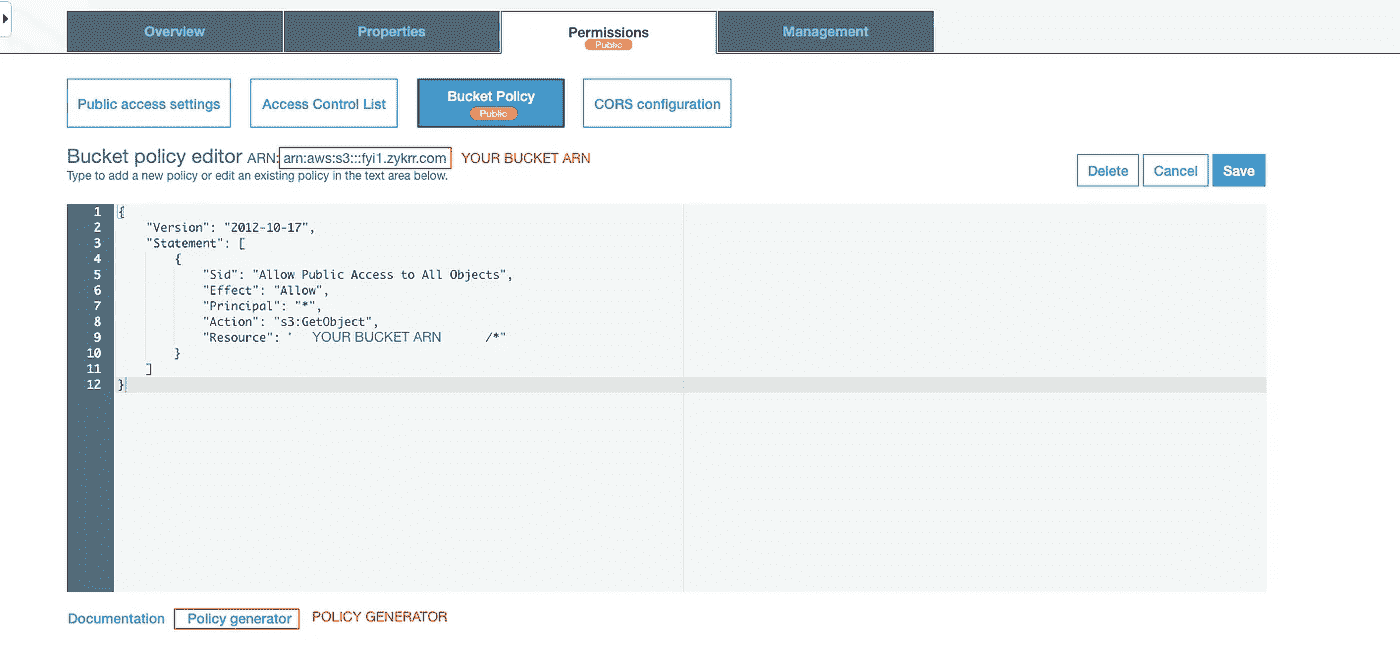 Overview Properties Permissions Management
Public
Public access settings Access Control List Bucket Policy CORS configuration
Public
Bucket policy editor ARN: arn:aws:s3:::fyi1.zykrr.com YOUR BUCKET ARN
Type to add a new policy or edit an existing policy in the text area below.
Delete Cancel Save
1 {
2 "Version": "2012-10-17",
3 "Statement": [
4 {
5 "Sid": "Allow Public Access to All Objects",
6 "Effect": "Allow",
7 "Principal": "*",
8 "Action": "s3:GetObject",
9 "Resource": " YOUR BUCKET ARN /*"
10 }
11 ]
12 }
Documentation Policy generator POLICY GENERATOR